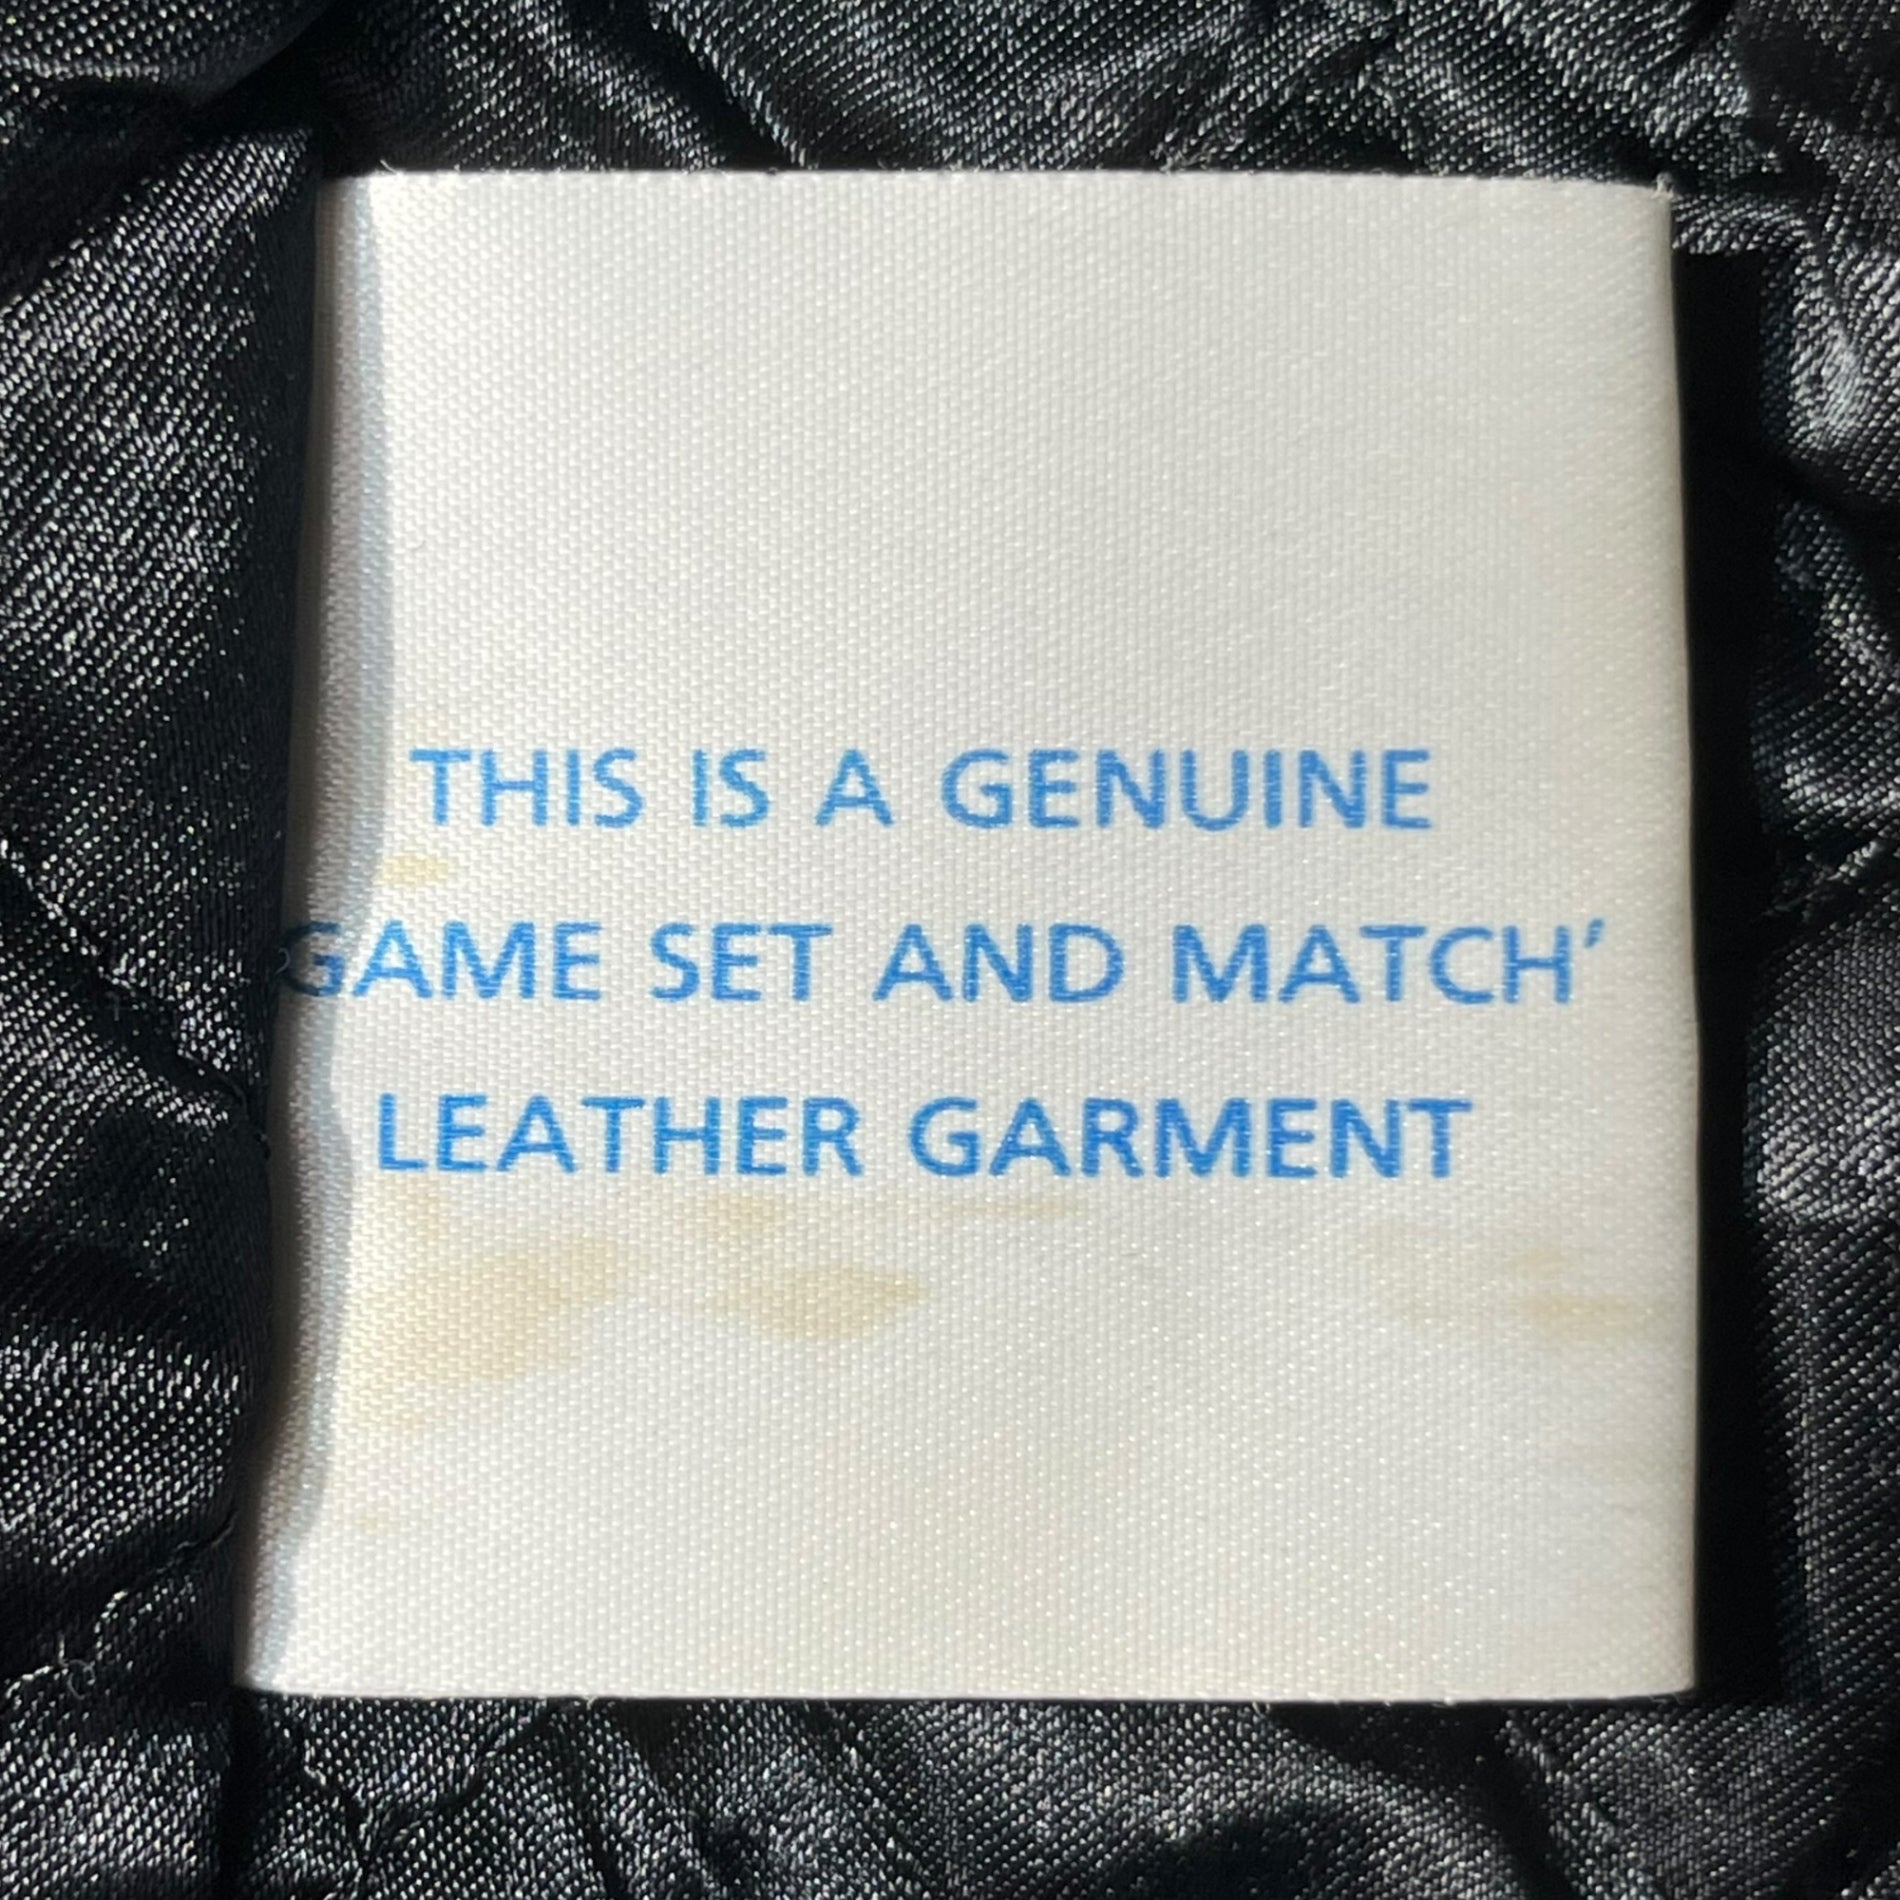 THIS IS A GENUINE
GAME SET AND MATCH'
LEATHER GARMENT